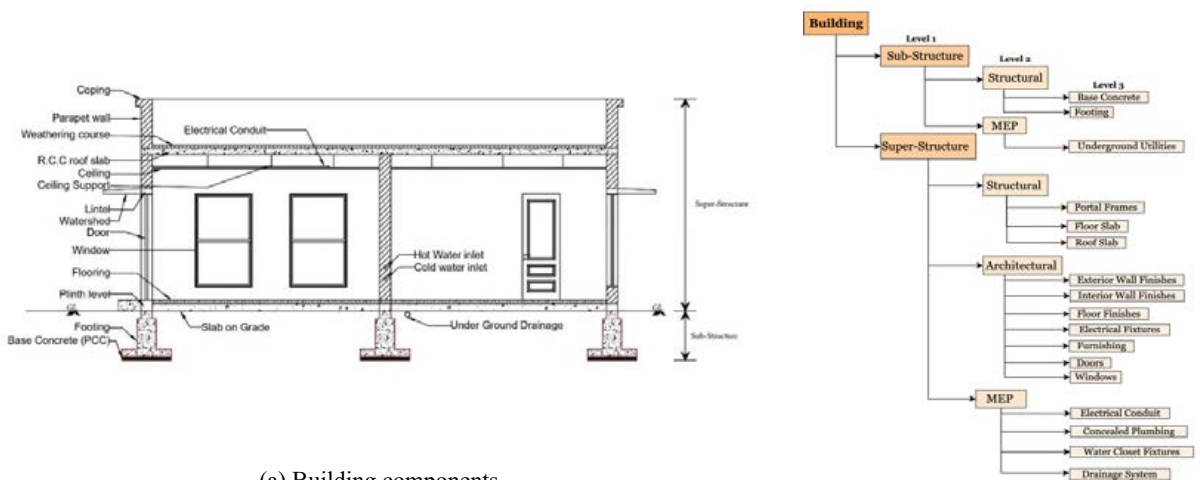 Coping
Parapet wall
Weathering course
Electrical Conduit
R.C.C roof slab
Ceiling
Ceiling Support
Lintel
Watershed
Door
Window
Flooring
Plinth level
GL
Footing
Base Concrete (PCC)
Slab on Grade
Hot Water inlet
Cold water inlet
Under Ground Drainage
GL
Super-Structure
Sub-Structure
(a) Building components
Building
Level 1
Sub-Structure
Level 2
Structural
Level 3
Base Concrete
Footing
MEP
Underground Utilities
Super-Structure
Structural
Portal Frames
Floor Slab
Roof Slab
Architectural
Exterior Wall Finishes
Interior Wall Finishes
Floor Finishes
Electrical Fixtures
Furnishing
Doors
Windows
MEP
Electrical Conduit
Concealed Plumbing
Water Closet Fixtures
Drainage System